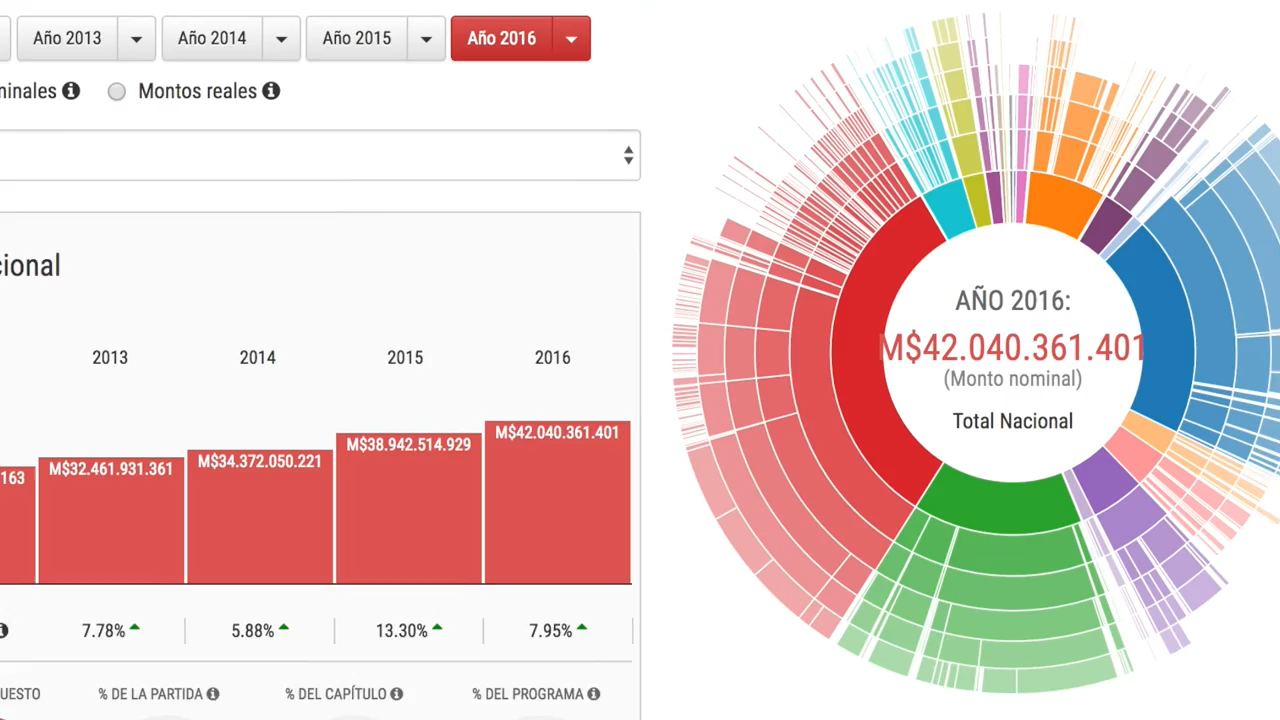 Año 2013
Año 2014
Año 2015
Año 2016
ninales
Montos reales
cional
2013
2014
2015
2016
163
M$32.461.931.361
M$34.372.050.221
M$38.942.514.929
M$42.040.361.401
7.78%
5.88%
13.30%
7.95%
UESTO
% DE LA PARTIDA
% DEL CAPÍTULO
% DEL PROGRAMA
AÑO 2016:
M$42.040.361.401
(Monto nominal)
Total Nacional